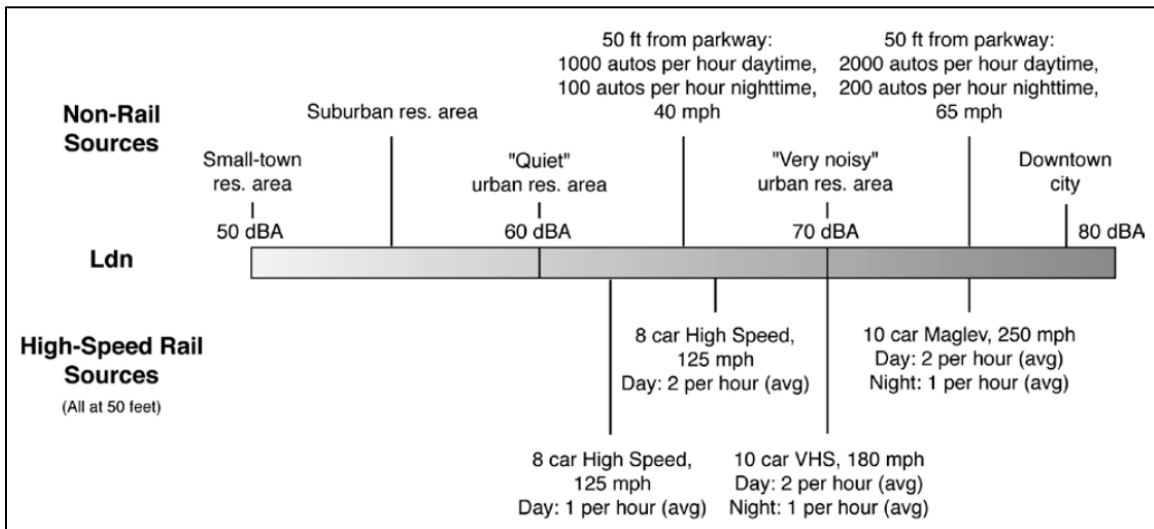 50 ft from parkway:
1000 autos per hour daytime,
100 autos per hour nighttime,
40 mph
50 ft from parkway:
2000 autos per hour daytime,
200 autos per hour nighttime,
65 mph
Non-Rail
Sources
Suburban res. area
Small-town
res. area
"Quiet"
urban res. area
"Very noisy"
urban res. area
Downtown
city
50 dBA
60 dBA
70 dBA
80 dBA
Ldn
High-Speed Rail
Sources
(All at 50 feet)
8 car High Speed,
125 mph
Day: 2 per hour (avg)
10 car Maglev, 250 mph
Day: 2 per hour (avg)
Night: 1 per hour (avg)
8 car High Speed,
125 mph
Day: 1 per hour (avg)
10 car VHS, 180 mph
Day: 2 per hour (avg)
Night: 1 per hour (avg)